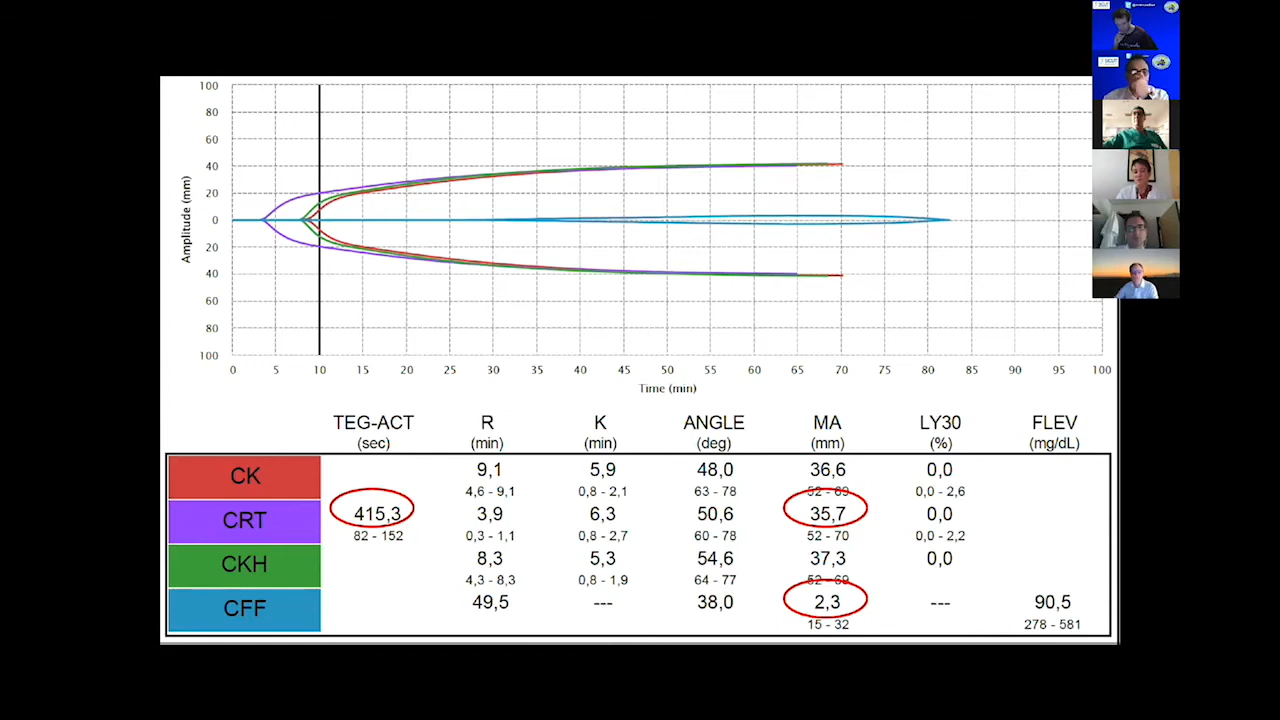 100
80
60
40
20
0
20
40
60
80
100
Amplitude (mm)
0 5 10 15 20 25 30 35 40 45 50 55 60 65 70 75 80 85 90 95 100
Time (min)
TEG-ACT R K ANGLE MA LY30 FLEV
(sec) (min) (min) (deg) (mm) (%) (mg/dL)
CK 9,1 5,9 48,0 36,6 0,0
4,6 - 9,1 0,8 - 2,1 63 - 78 52 - 69 0,0 - 2,6
CRT 415,3 3,9 6,3 50,6 35,7 0,0
82 - 152 0,3 - 1,1 0,8 - 2,7 60 - 78 52 - 70 0,0 - 2,2
CKH 8,3 5,3 54,6 37,3 0,0
4,3 - 8,3 0,8 - 1,9 64 - 77 52 - 69
CFF 49,5 --- 38,0 2,3 --- 90,5
15 - 32 278 - 581